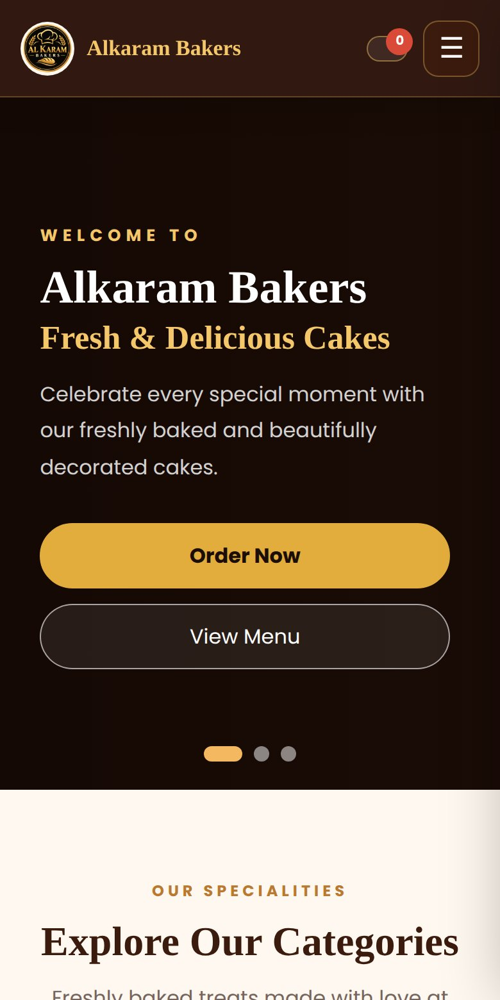 AL KARAM
BAKERS
Alkaram Bakers
0
WELCOME TO
Alkaram Bakers
Fresh & Delicious Cakes
Celebrate every special moment with
our freshly baked and beautifully
decorated cakes.
Order Now
View Menu
OUR SPECIALITIES
Explore Our Categories
Freshly baked treats made with love at